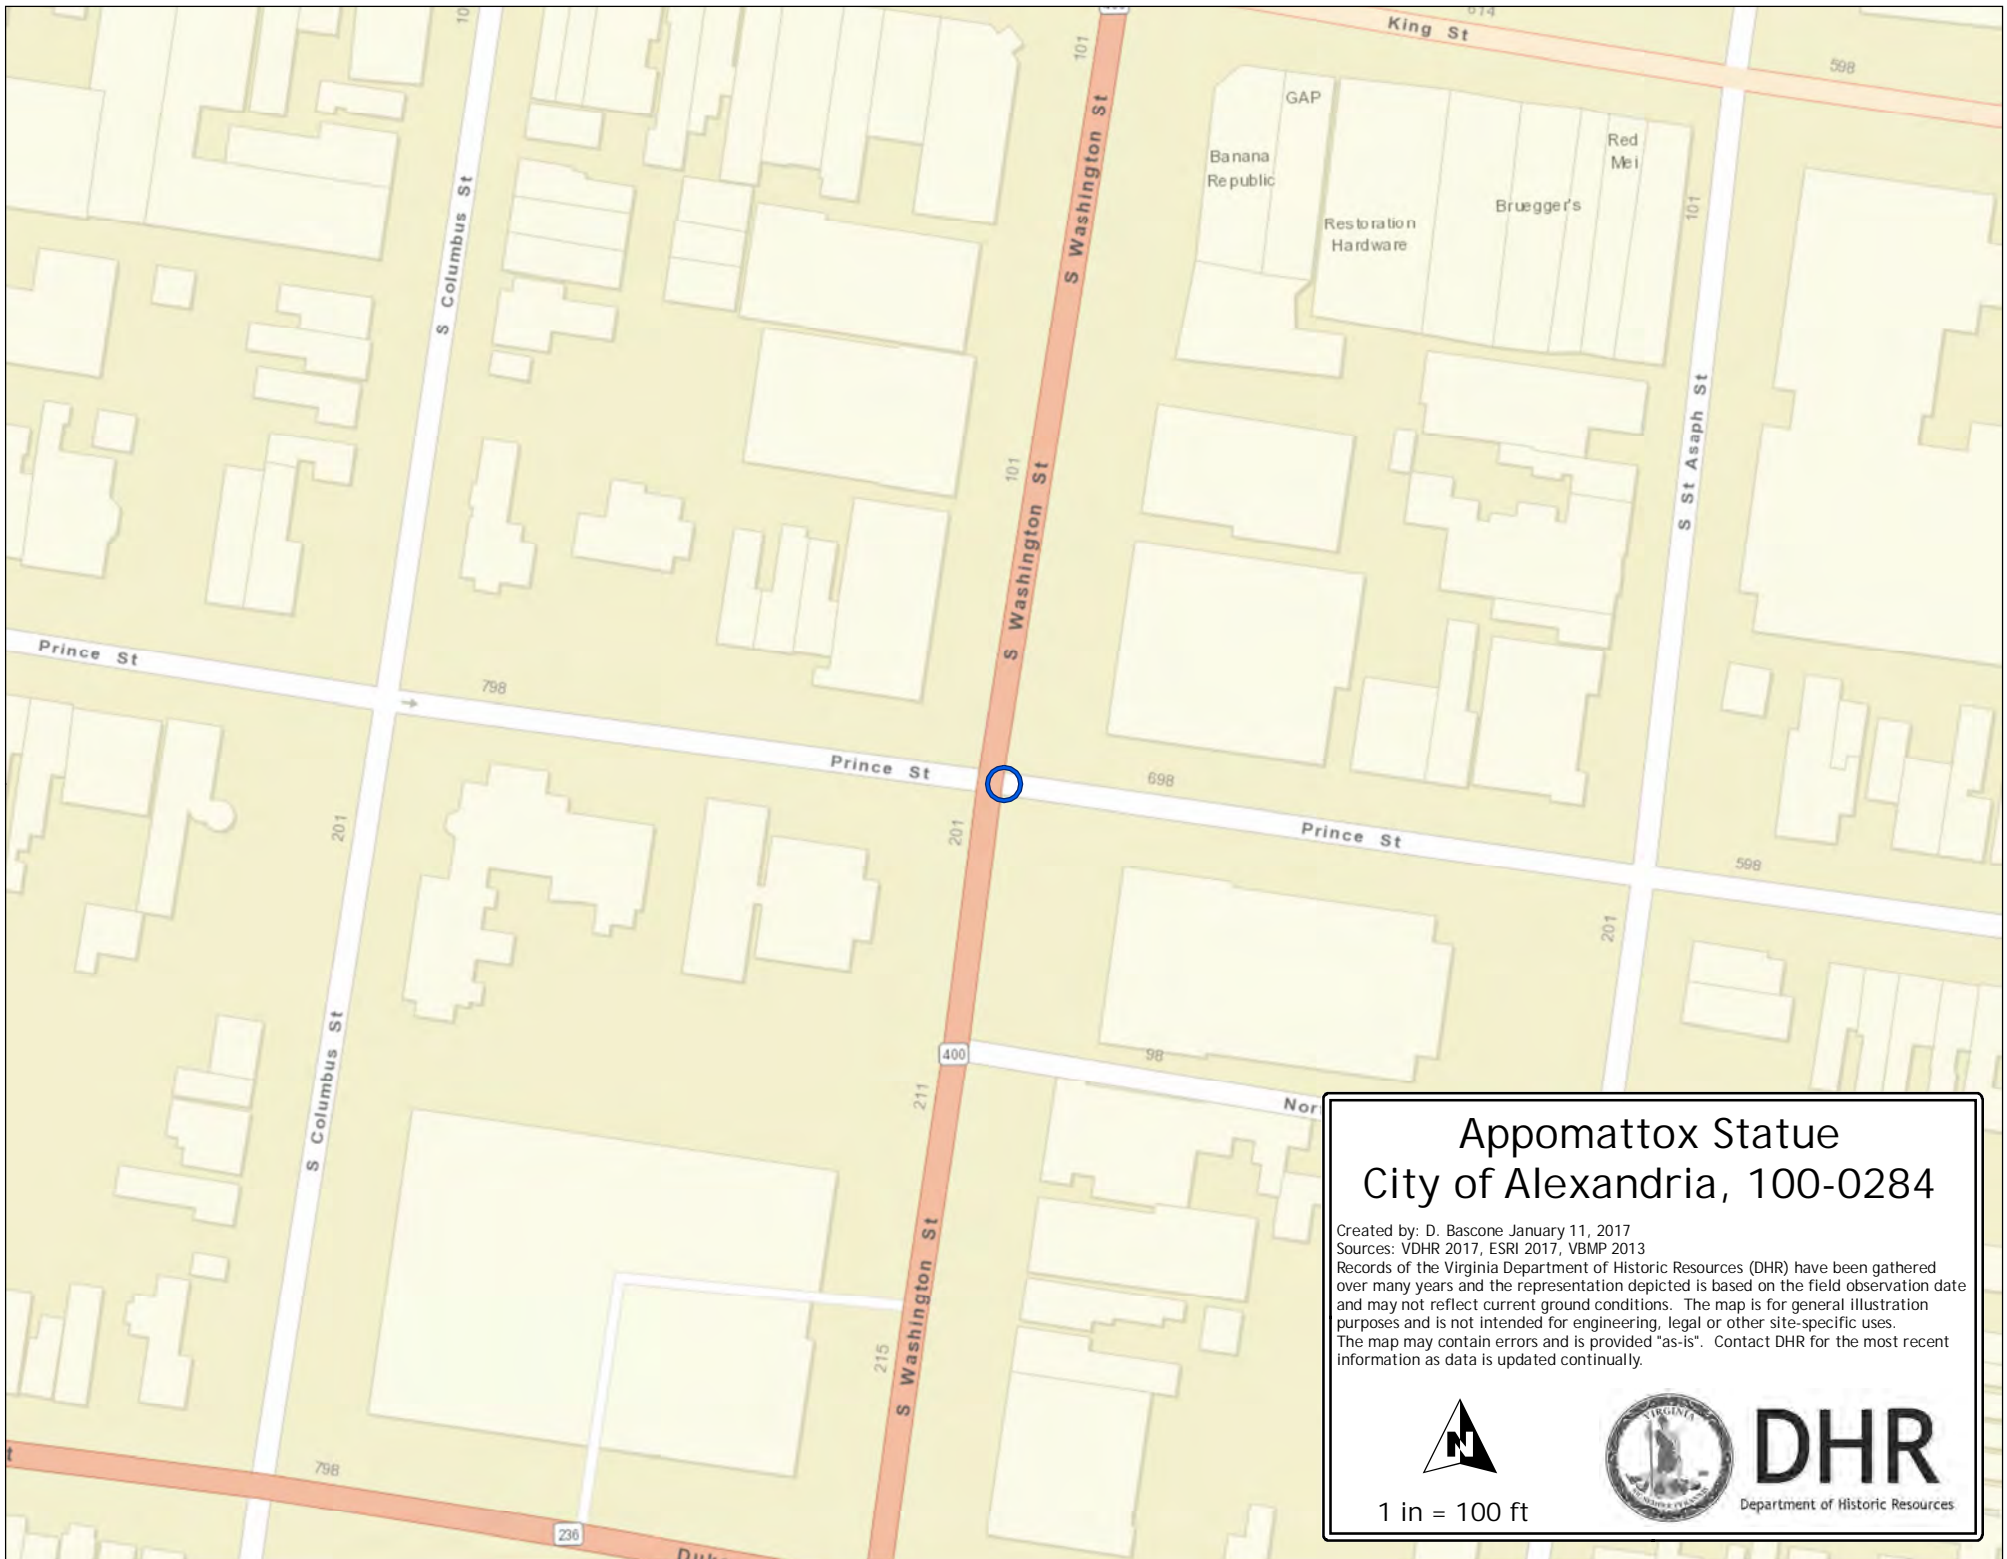 King St
614
598
101
GAP
Banana
Republic
Restoration
Hardware
Bruegger's
Red
Mei
101
S Washington St
S Columbus St
10
S St Asaph St
101
S Washington St
Prince St
798
Prince St
698
Prince St
598
201
201
201
400
98
211
S Columbus St
S Washington St
215
798
236
Appomattox Statue
City of Alexandria, 100-0284
Created by: D. Bascone January 11, 2017
Sources: VDHR 2017, ESRI 2017, VBMP 2013
Records of the Virginia Department of Historic Resources (DHR) have been gathered
over many years and the representation depicted is based on the field observation date
and may not reflect current ground conditions. The map is for general illustration
purposes and is not intended for engineering, legal or other site-specific uses.
The map may contain errors and is provided "as-is". Contact DHR for the most recent
information as data is updated continually.
N
1 in = 100 ft
VIRGINIA
DHR
Department of Historic Resources